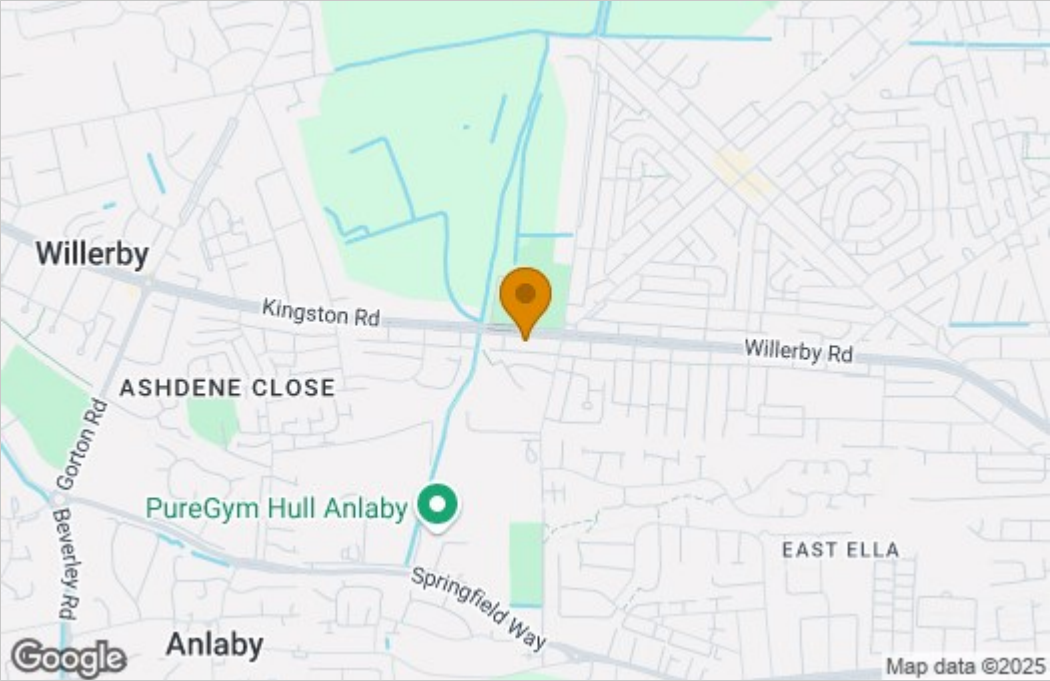 Willerby
Kingston Rd
Willerby Rd
ASHDENE CLOSE
Gorton Rd
PureGym Hull Anlaby
Beverley Rd
EAST ELLA
Springfield Way
Anlaby
Google
Map data ©2025